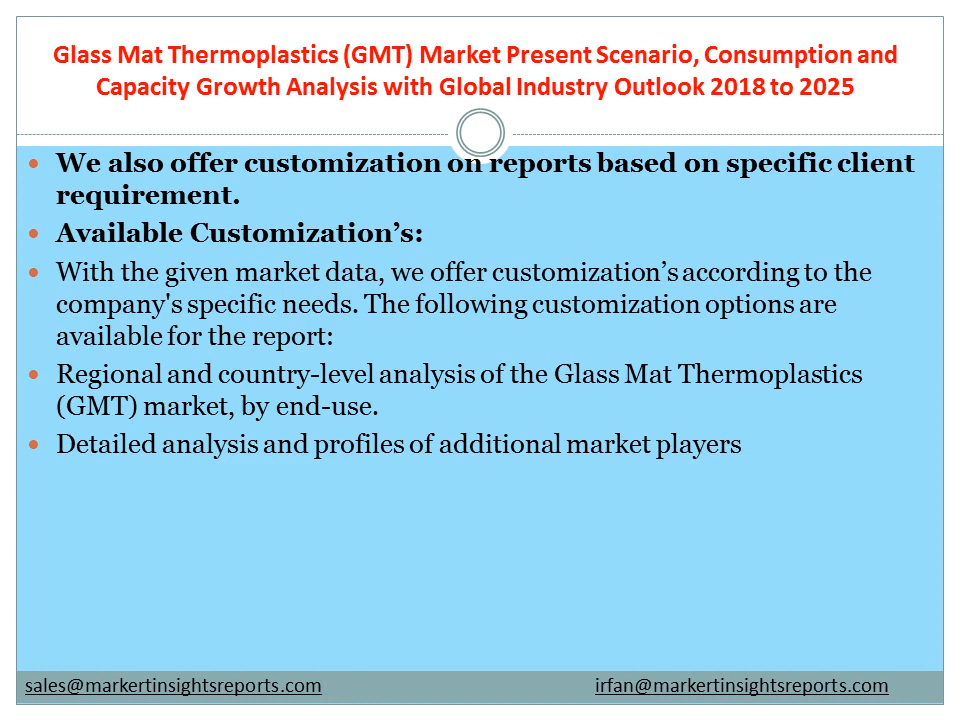 Glass Mat Thermoplastics (GMT) Market Present Scenario, Consumption and
Capacity Growth Analysis with Global Industry Outlook 2018 to 2025
We also offer customization on reports based on specific client
requirement.
Available Customization’s:
With the given market data, we offer customization’s according to the
company's specific needs. The following customization options are
available for the report:
Regional and country-level analysis of the Glass Mat Thermoplastics
(GMT) market, by end-use.
Detailed analysis and profiles of additional market players
sales@markertinsightsreports.com irfan@markertinsightsreports.com